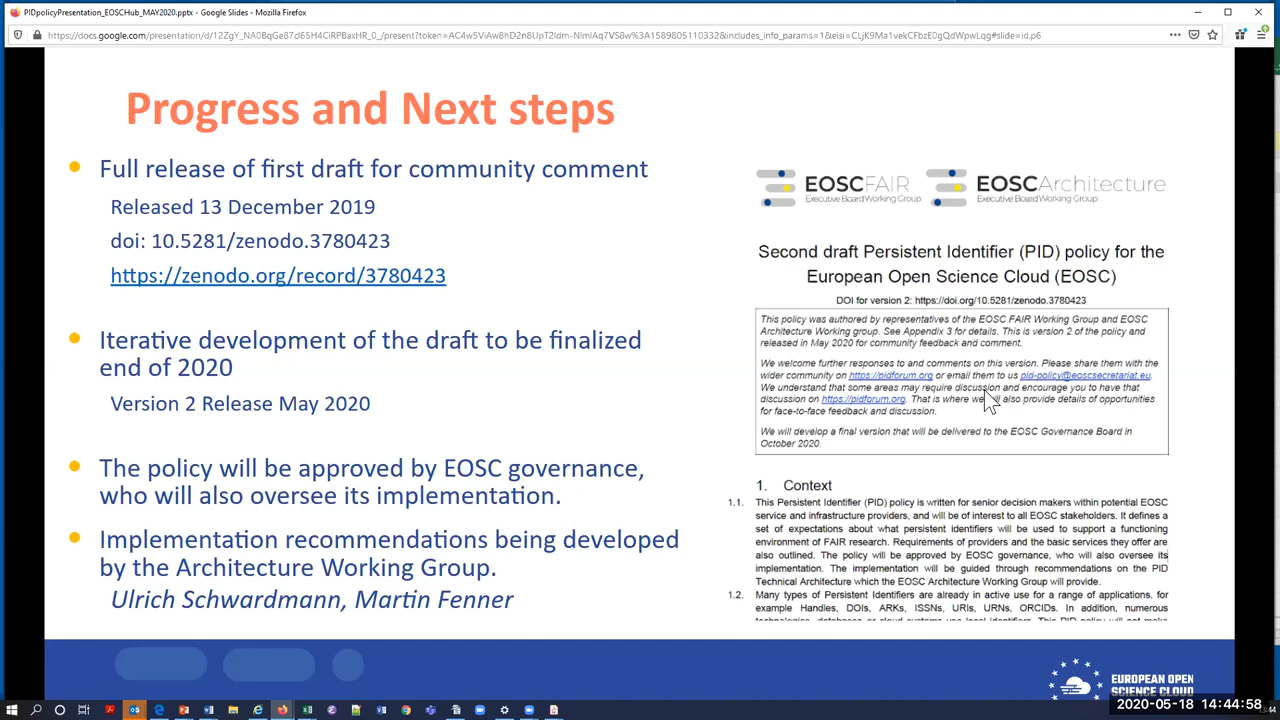 PIDpolicyPresentation_EOSCHub_MAY2020.pptx - Google Slides - Mozilla Firefox
Progress and Next steps
Full release of first draft for community comment
Released 13 December 2019
doi: 10.5281/zenodo.3780423
https://zenodo.org/record/3780423
Iterative development of the draft to be finalized
end of 2020
Version 2 Release May 2020
The policy will be approved by EOSC governance,
who will also oversee its implementation.
Implementation recommendations being developed
by the Architecture Working Group.
Ulrich Schwardmann, Martin Fenner
EOSCFAIR
Executive Board Working Group
EOSCArchitecture
Executive Board Working Group
Second draft Persistent Identifier (PID) policy for the
European Open Science Cloud (EOSC)
DOI for version 2: https://doi.org/10.5281/zenodo.3780423
This policy was authored by representatives of the EOSC FAIR Working Group and EOSC
Architecture Working group. See Appendix 3 for details. This is version 2 of the policy and
released in May 2020 for community feedback and comment.
We welcome further responses to and comments on this version. Please share them with the
wider community on https://pidforum.org or email them to us pid-policy@eoscsecretariat.eu.
We understand that some areas may require discussion and encourage you to have that
discussion on https://pidforum.org. That is where we will also provide details of opportunities
for face-to-face feedback and discussion.
We will develop a final version that will be delivered to the EOSC Governance Board in
October 2020.
1. Context
1.1. This Persistent Identifier (PID) policy is written for senior decision makers within potential EOSC
service and infrastructure providers, and will be of interest to all EOSC stakeholders. It defines a
set of expectations about what persistent identifiers will be used to support a functioning
environment of FAIR research. Requirements of providers and the basic services they offer are
also outlined. The policy will be approved by EOSC governance, who will also oversee its
implementation. The implementation will be guided through recommendations on the PID
Technical Architecture which the EOSC Architecture Working Group will provide.
1.2. Many types of Persistent Identifiers are already in active use for a range of applications, for
example Handles, DOIs, ARKs, ISSNs, URIs, URNs, ORCIDs. In addition, numerous
EUROPEAN OPEN
SCIENCE CLOUD
2020-05-18 14:44:58